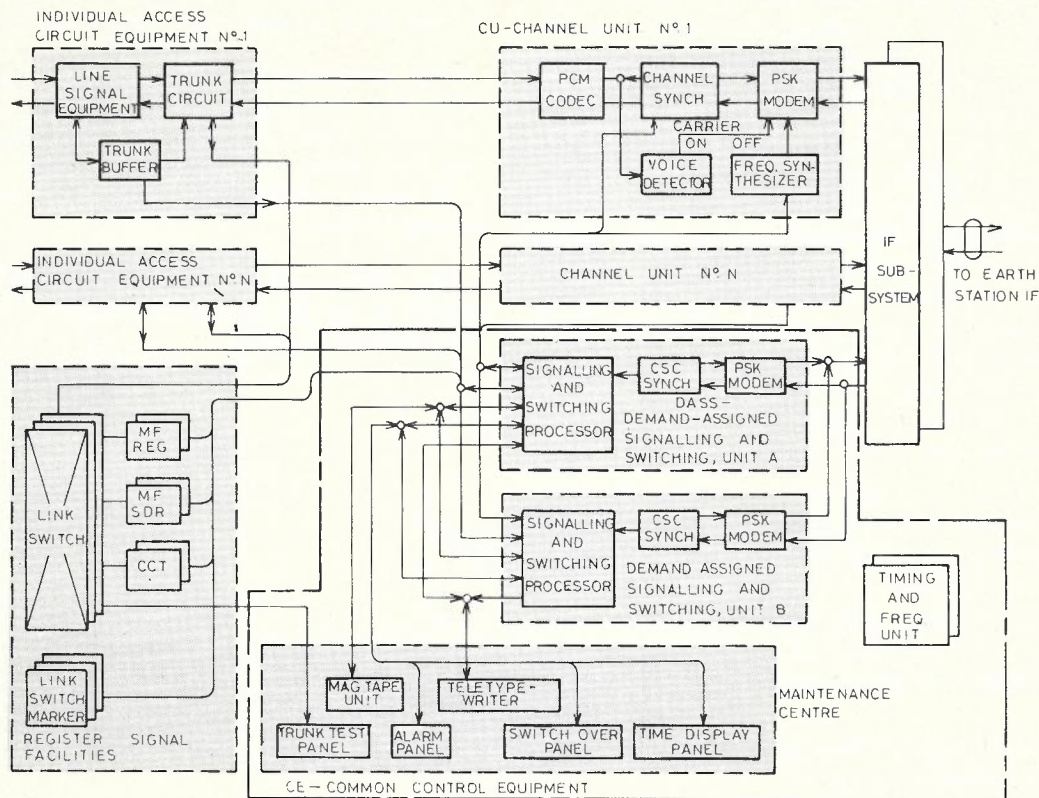 INDIVIDUAL ACCESS
CIRCUIT EQUIPMENT Nº1
CU-CHANNEL UNIT Nº1
LINE
SIGNAL
EQUIPMENT
TRUNK
CIRCUIT
TRUNK
BUFFER
PCM
CODEC
CHANNEL
SYNCH
PSK
MODEM
CARRIER
ON OFF
VOICE
DETECTOR
FREQ. SYN-
THESIZER
IF
SUB-
SYSTEM
TO EARTH
STATION IF
INDIVIDUAL ACCESS
CIRCUIT EQUIPMENT Nº N
CHANNEL UNIT Nº N
SIGNALLING
AND
SWITCHING
PROCESSOR
CSC
SYNCH
PSK
MODEM
DASS-
DEMAND-ASSIGNED
SIGNALLING AND
SWITCHING, UNIT A
LINK
SWITCH
MF
REG
MF
SDR
CCT
LINK
SWITCH
MARKER
REGISTER SIGNAL
FACILITIES
SIGNALLING
AND
SWITCHING
PROCESSOR
CSC
SYNCH
PSK
MODEM
DEMAND ASSIGNED
SIGNALLING AND
SWITCHING, UNIT B
TIMING
AND
FREQ.
UNIT
MAG TAPE
UNIT
TELETYPE-
WRITER
TRUNK TEST
PANEL
ALARM
PANEL
SWITCH OVER
PANEL
TIME DISPLAY
PANEL
MAINTENANCE
CENTRE
CE-COMMON CONTROL EQUIPMENT